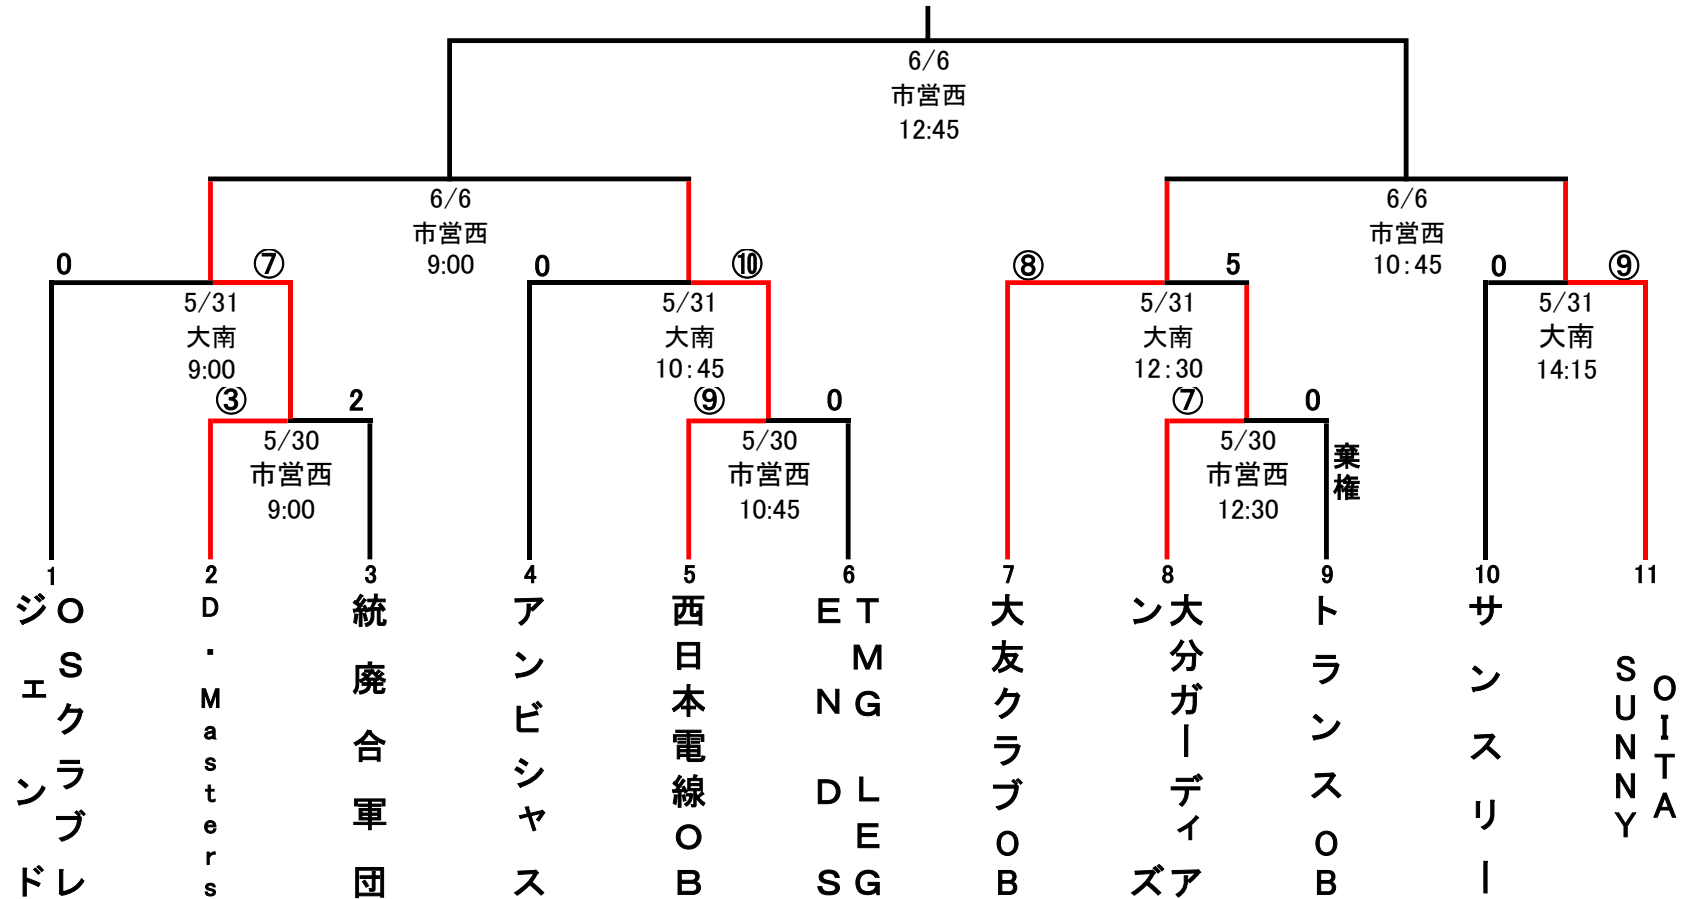 6/6
市営西
12:45
6/6
市営西
9:00
6/6
市営西
10:45
0
⑦
0
⑩
⑧
5
0
⑨
5/31
大南
9:00
5/31
大南
10:45
5/31
大南
12:30
5/31
大南
14:15
③
2
⑨
0
⑦
0
5/30
市営西
9:00
5/30
市営西
10:45
5/30
市営西
12:30
棄権
1
2
3
4
5
6
7
8
9
10
11
OSクラブレ
ジェンド
D・Masters
統廃合軍団
アンビシャス
西日本電線OB
TMG LEG
ENDS
大友クラブOB
大分ガーディア
ンズ
トランスOB
サンスリー
OITA
SUNNY